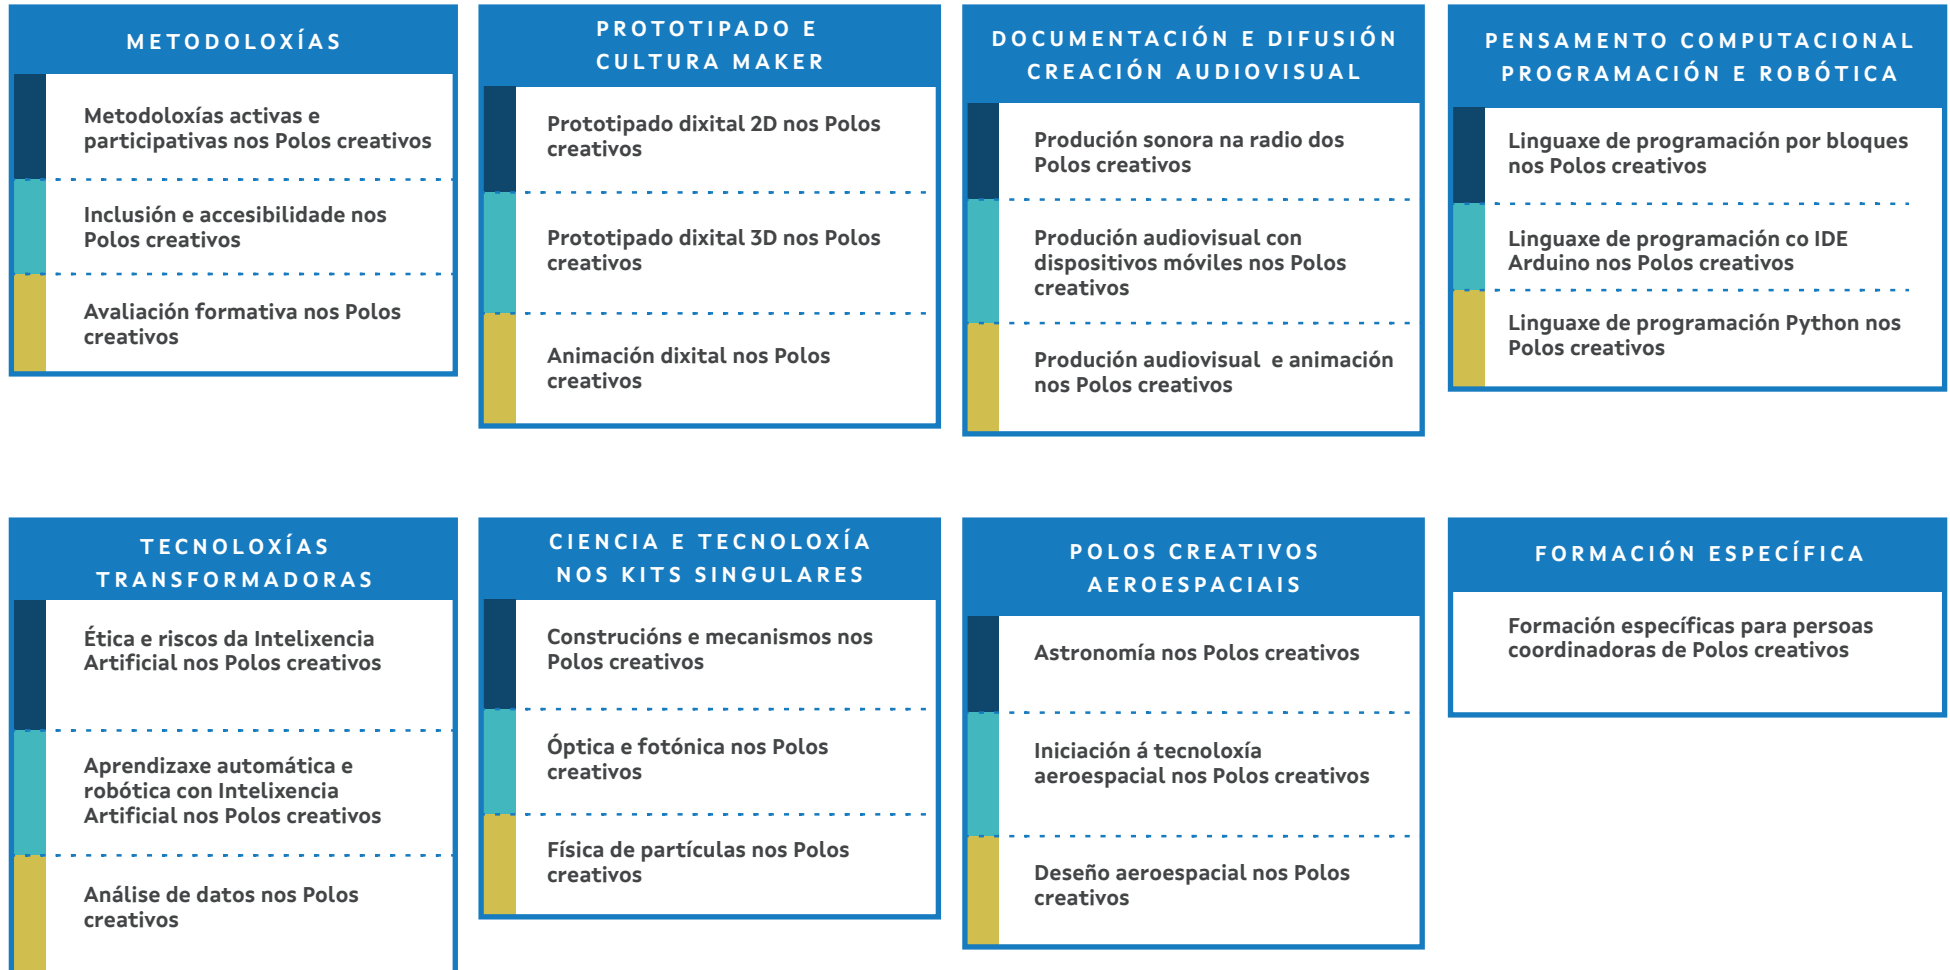 METODOLOXÍAS
Metodoloxías activas e
participativas nos Polos creativos
Inclusión e accesibilidade nos
Polos creativos
Avaliación formativa nos Polos
creativos
PROTOTIPADO E
CULTURA MAKER
Prototipado dixital 2D nos Polos
creativos
Prototipado dixital 3D nos Polos
creativos
Animación dixital nos Polos
creativos
DOCUMENTACIÓN E DIFUSIÓN
CREACIÓN AUDIOVISUAL
Produción sonora na radio dos
Polos creativos
Produción audiovisual con
dispositivos móviles nos Polos
creativos
Produción audiovisual e animación
nos Polos creativos
PENSAMENTO COMPUTACIONAL
PROGRAMACIÓN E ROBÓTICA
Linguaxe de programación por bloques
nos Polos creativos
Linguaxe de programación co IDE
Arduino nos Polos creativos
Linguaxe de programación Python nos
Polos creativos
TECNOLOXÍAS
TRANSFORMADORAS
Ética e riscos da Intelixencia
Artificial nos Polos creativos
Aprendizaxe automática e
robótica con Intelixencia
Artificial nos Polos creativos
Análise de datos nos Polos
creativos
CIENCIA E TECNOLOXÍA
NOS KITS SINGULARES
Construcións e mecanismos nos
Polos creativos
Óptica e fotónica nos Polos
creativos
Física de partículas nos Polos
creativos
POLOS CREATIVOS
AEROESPACIAIS
Astronomía nos Polos creativos
Iniciación á tecnoloxía
aeroespacial nos Polos creativos
Deseño aeroespacial nos Polos
creativos
FORMACIÓN ESPECÍFICA
Formación específicas para persoas
coordinadoras de Polos creativos